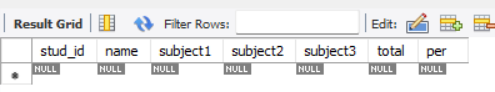 Result Grid Filter Rows: Edit:
stud_id name subject1 subject2 subject3 total per
NULL NULL NULL NULL NULL NULL NULL